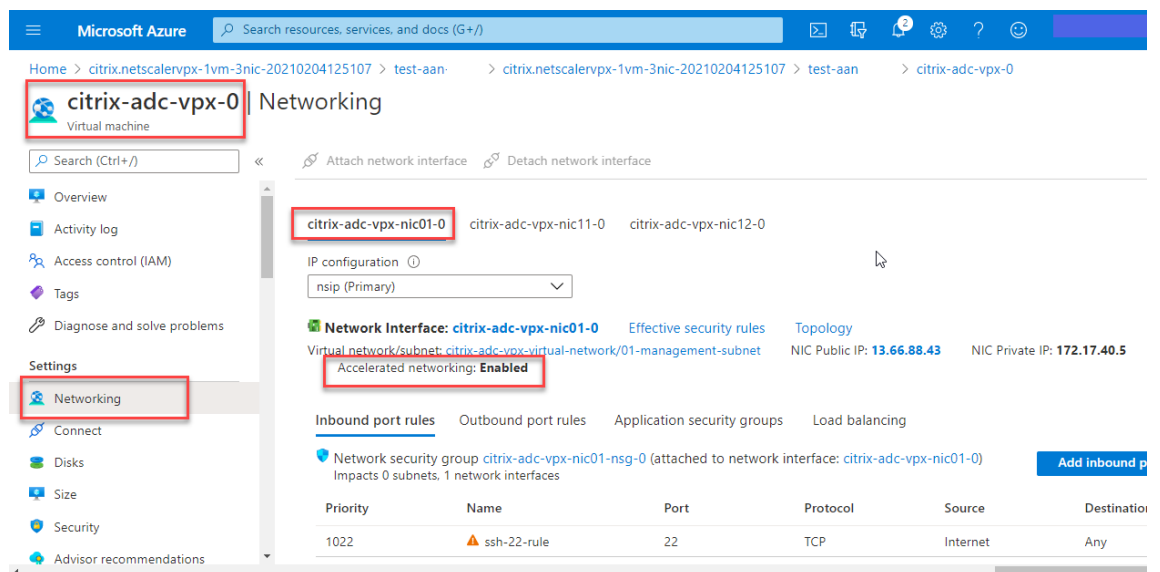 Microsoft Azure
Search resources, services, and docs (G+/)
2
Home > citrix.netscalervpx-1vm-3nic-20210204125107 > test-aan > citrix.netscalervpx-1vm-3nic-20210204125107 > test-aan > citrix-adc-vpx-0
citrix-adc-vpx-0 | Networking
Virtual machine
Search (Ctrl+/)
«
Attach network interface
Detach network interface
Overview
Activity log
Access control (IAM)
Tags
Diagnose and solve problems
Settings
Networking
Connect
Disks
Size
Security
Advisor recommendations
citrix-adc-vpx-nic01-0 citrix-adc-vpx-nic11-0 citrix-adc-vpx-nic12-0
IP configuration
nsip (Primary)
Network Interface: citrix-adc-vpx-nic01-0 Effective security rules Topology
Virtual network/subnet: citrix-adc-vpx-virtual-network/01-management-subnet NIC Public IP: 13.66.88.43 NIC Private IP: 172.17.40.5
Accelerated networking: Enabled
Inbound port rules Outbound port rules Application security groups Load balancing
Network security group citrix-adc-vpx-nic01-nsg-0 (attached to network interface: citrix-adc-vpx-nic01-0)
Impacts 0 subnets, 1 network interfaces
Add inbound p
Priority Name Port Protocol Source Destination
1022 ssh-22-rule 22 TCP Internet Any